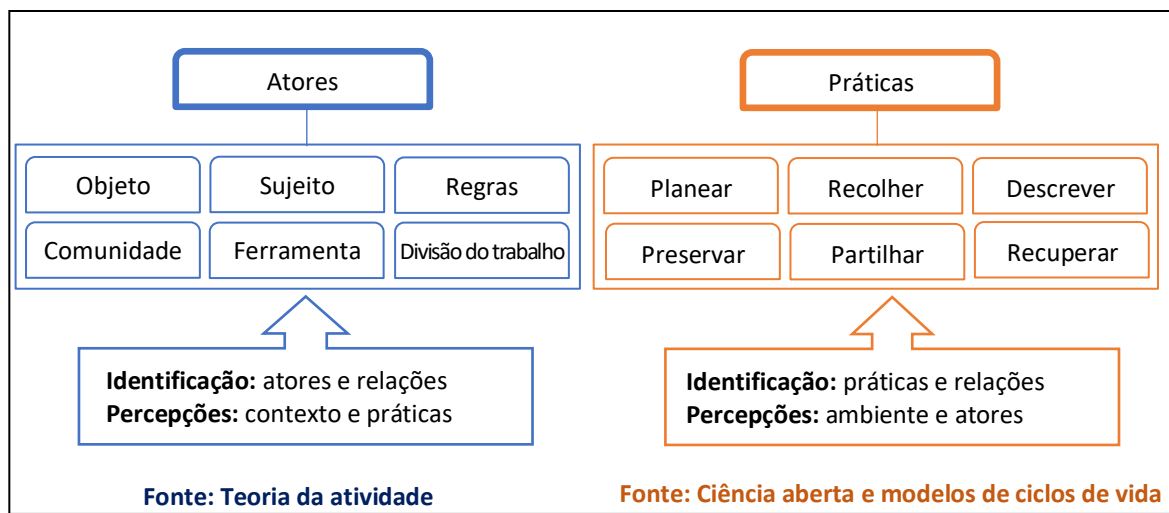 Atores
Objeto
Sujeito
Regras
Comunidade
Ferramenta
Divisão do trabalho
Identificação: atores e relações
Percepções: contexto e práticas
Fonte: Teoria da atividade
Práticas
Planear
Recolher
Descrever
Preservar
Partilhar
Recuperar
Identificação: práticas e relações
Percepções: ambiente e atores
Fonte: Ciência aberta e modelos de ciclos de vida